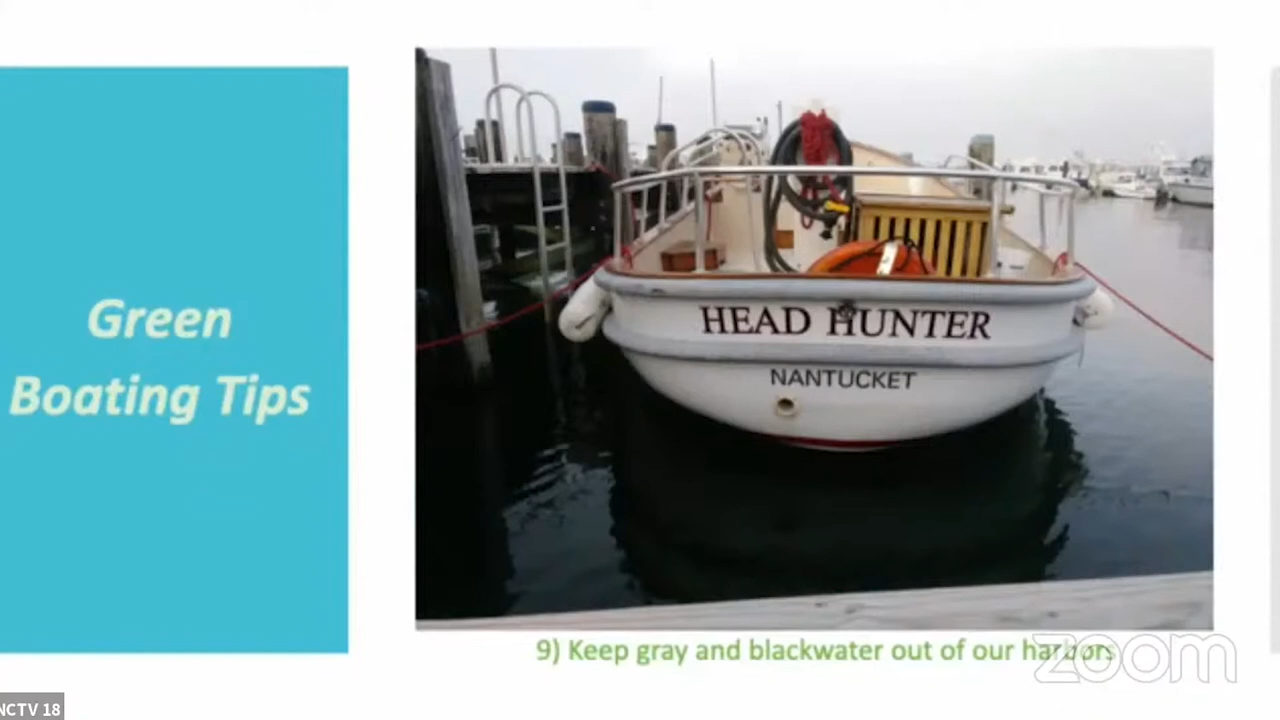 Green
Boating Tips
HEAD HUNTER
NANTUCKET
9) Keep gray and blackwater out of our harbors
zoom
NCTV 18